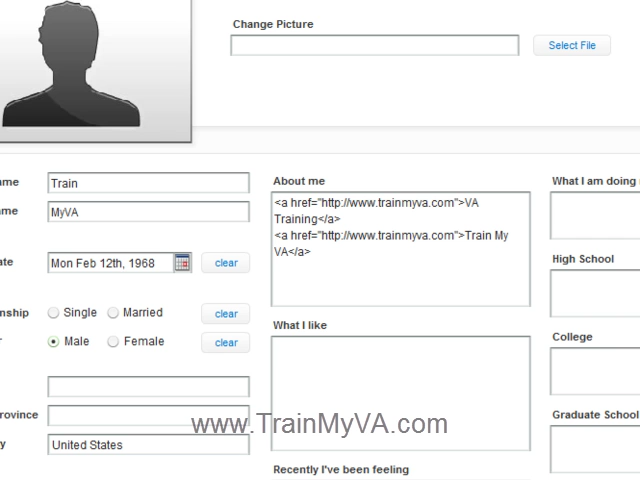 Change Picture
Select File
ame
Train
ame
MyVA
ate
Mon Feb 12th, 1968
clear
nship
Single
Married
clear
r
Male
Female
clear
rovince
y
United States
About me
<a href="http://www.trainmyva.com">VA
Training</a>
<a href="http://www.trainmyva.com">Train My
VA</a>
What I like
Recently I've been feeling
What I am doing
High School
College
Graduate School
www.TrainMyVA.com